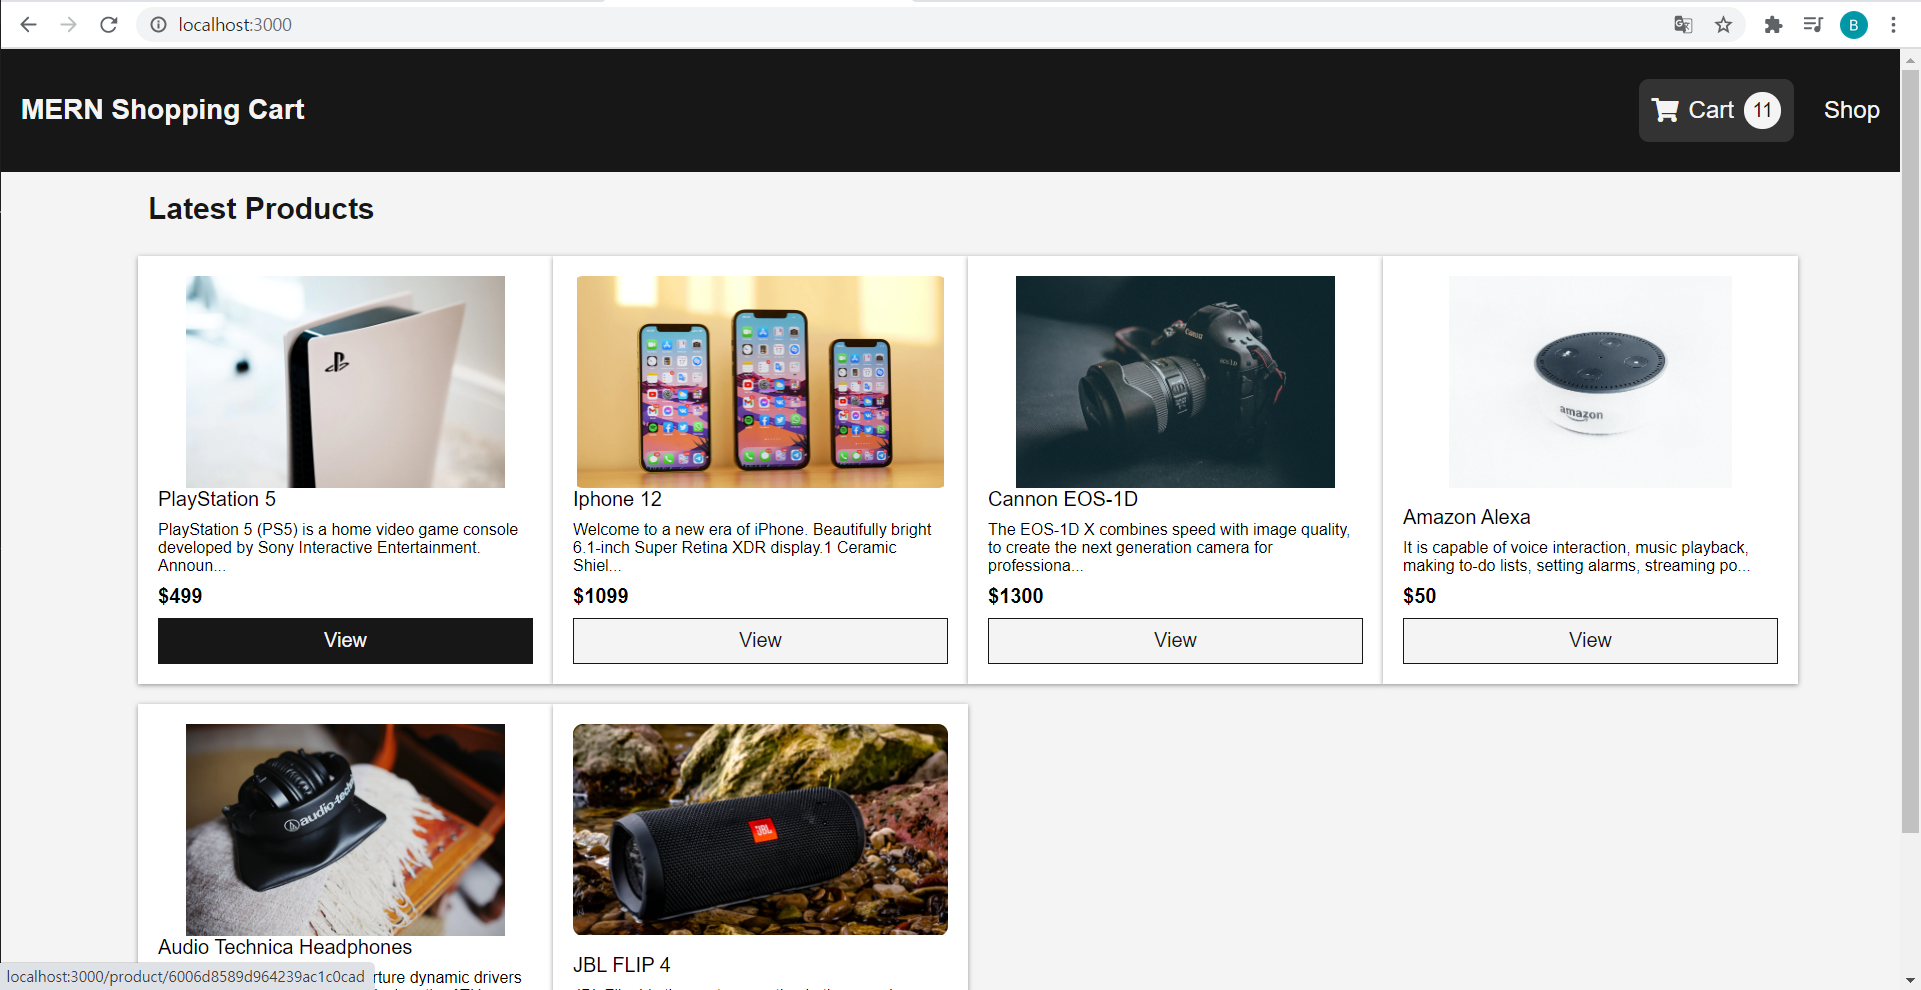 localhost:3000
B
MERN Shopping Cart
Cart 11
Shop
Latest Products
Canon
amazon
PlayStation 5
PlayStation 5 (PS5) is a home video game console
developed by Sony Interactive Entertainment.
Announ...
$499
View
Iphone 12
Welcome to a new era of iPhone. Beautifully bright
6.1-inch Super Retina XDR display.1 Ceramic
Shiel...
$1099
View
Cannon EOS-1D
The EOS-1D X combines speed with image quality,
to create the next generation camera for
professiona...
$1300
View
Amazon Alexa
It is capable of voice interaction, music playback,
making to-do lists, setting alarms, streaming po...
$50
View
audio-techn
JBL
Audio Technica Headphones
rture dynamic drivers
JBL FLIP 4
localhost:3000/product/6006d8589d964239ac1c0cad